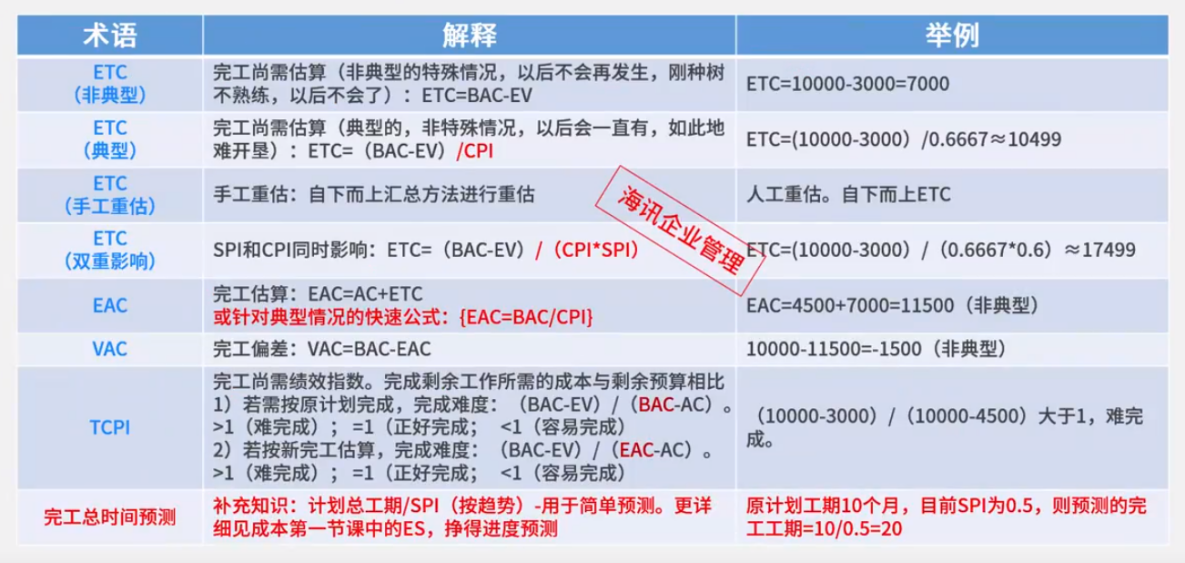 术语 解释 举例
ETC 完工尚需估算（非典型的特殊情况，以后不会再发生，刚种树 ETC=10000-3000=7000
（非典型） 不熟练，以后不会了）：ETC=BAC-EV
ETC 完工尚需估算（典型的，非特殊情况，以后会一直有，如此地 ETC=(10000-3000）/0.6667≈10499
（典型） 难开垦）：ETC=（BAC-EV）/CPI
ETC 手工重估：自下而上汇总方法进行重估 人工重估。自下而上ETC
（手工重估）
ETC SPI和CPI同时影响：ETC=（BAC-EV）/（CPI*SPI） ETC=(10000-3000）/（0.6667*0.6）≈17499
（双重影响）
EAC 完工估算：EAC=AC+ETC EAC=4500+7000=11500（非典型）
或针对典型情况的快速公式：{EAC=BAC/CPI}
VAC 完工偏差：VAC=BAC-EAC 10000-11500=-1500（非典型）
TCPI 完工尚需绩效指数。完成剩余工作所需的成本与剩余预算相比 （10000-3000）/（10000-4500）大于1，难完
1）若需按原计划完成，完成难度：（BAC-EV）/（BAC-AC）。 成。
>1（难完成）；=1（正好完成； <1（容易完成）
2）若按新完工估算，完成难度：（BAC-EV）/（EAC-AC）.
>1（难完成）；=1（正好完成； <1（容易完成）
完工总时间预测 补充知识：计划总工期/SPI（按趋势）-用于简单预测。更详 原计划工期10个月，目前SPI为0.5，则预测的完
细见成本第一节课中的ES，挣得进度预测 工工期=10/0.5=20
海讯企业管理